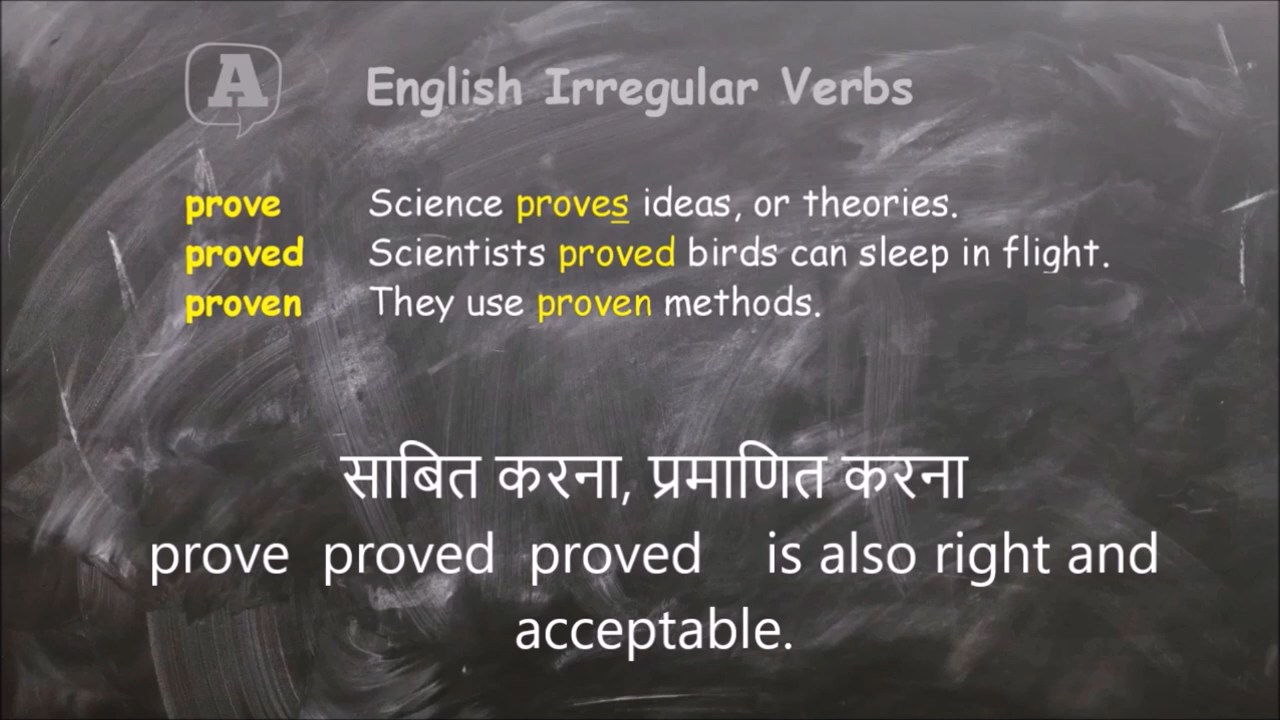 A English Irregular Verbs
prove Science proves ideas, or theories.
proved Scientists proved birds can sleep in flight.
proven They use proven methods.
साबित करना, प्रमाणित करना
prove proved proved is also right and
acceptable.